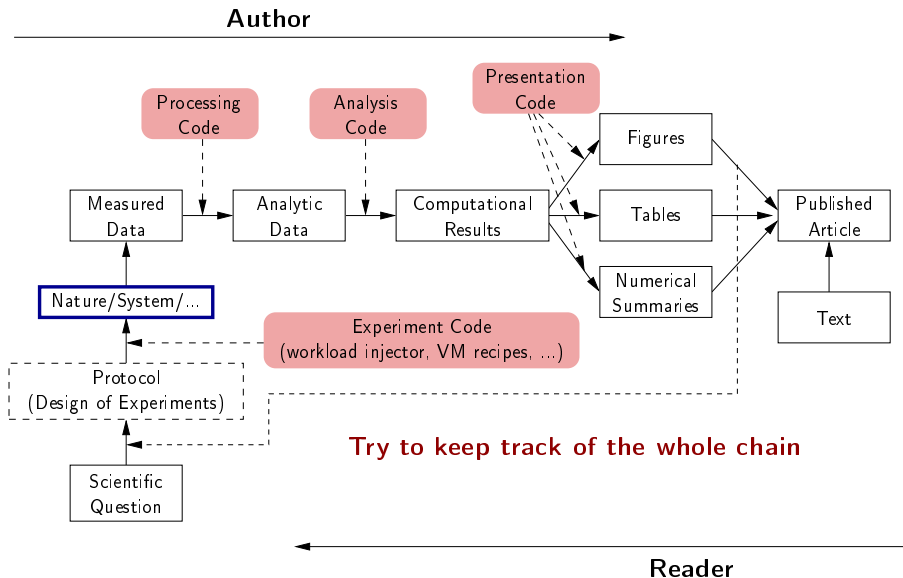 Author
Processing
Code
Analysis
Code
Presentation
Code
Figures
Measured
Data
Analytic
Data
Computational
Results
Tables
Published
Article
Nature/System/...
Numerical
Summaries
Text
Experiment Code
(workload injector, VM recipes, ...)
Protocol
(Design of Experiments)
Try to keep track of the whole chain
Scientific
Question
Reader